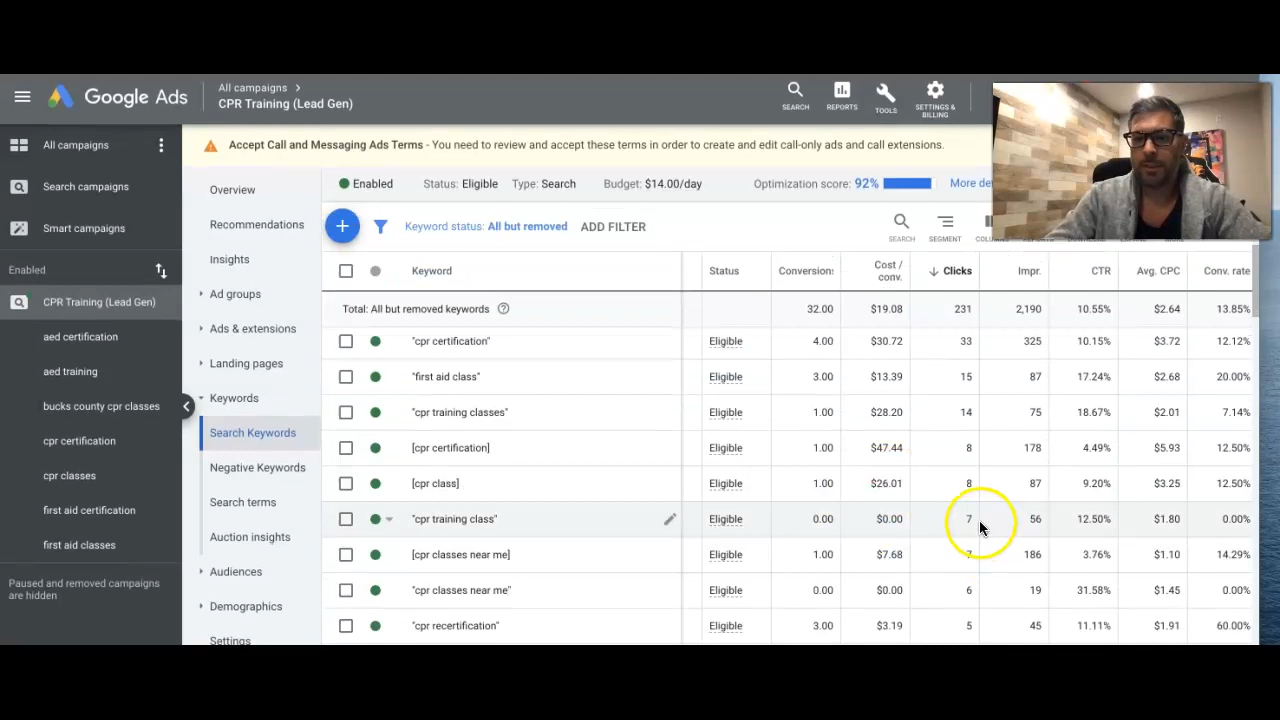 Google Ads
All campaigns >
CPR Training (Lead Gen)
SEARCH
REPORTS
TOOLS
SETTINGS &
BILLING
Accept Call and Messaging Ads Terms - You need to review and accept these terms in order to create and edit call-only ads and call extensions.
All campaigns
Search campaigns
Smart campaigns
Enabled
CPR Training (Lead Gen)
aed certification
aed training
bucks county cpr classes
cpr certification
cpr classes
first aid certification
first aid classes
Paused and removed campaigns
are hidden
Overview
Recommendations
Insights
Ad groups
Ads & extensions
Landing pages
Keywords
Search Keywords
Negative Keywords
Search terms
Auction insights
Audiences
Demographics
Settings
Enabled Status: Eligible Type: Search Budget: $14.00/day Optimization score: 92% More de
Keyword status: All but removed ADD FILTER
SEARCH SEGMENT
Keyword Status Conversions Cost / conv. Clicks Impr. CTR Avg. CPC Conv. rate
Total: All but removed keywords 32.00 $19.08 231 2,190 10.55% $2.64 13.85%
"cpr certification" Eligible 4.00 $30.72 33 325 10.15% $3.72 12.12%
"first aid class" Eligible 3.00 $13.39 15 87 17.24% $2.68 20.00%
"cpr training classes" Eligible 1.00 $28.20 14 75 18.67% $2.01 7.14%
[cpr certification] Eligible 1.00 $47.44 8 178 4.49% $5.93 12.50%
[cpr class] Eligible 1.00 $26.01 8 87 9.20% $3.25 12.50%
"cpr training class" Eligible 0.00 $0.00 7 56 12.50% $1.80 0.00%
[cpr classes near me] Eligible 1.00 $7.68 7 186 3.76% $1.10 14.29%
"cpr classes near me" Eligible 0.00 $0.00 6 19 31.58% $1.45 0.00%
"cpr recertification" Eligible 3.00 $3.19 5 45 11.11% $1.91 60.00%